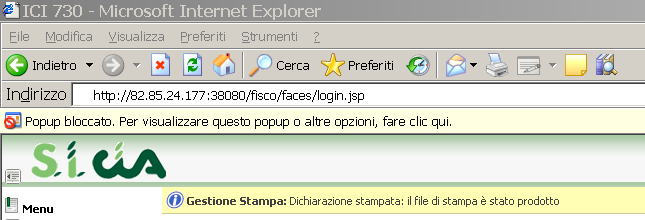 ICI 730 - Microsoft Internet Explorer
File Modifica Visualizza Preferiti Strumenti ?
Indietro Cerca Preferiti
Indirizzo http://82.85.24.177:38080/fisco/faces/login.jsp
Popup bloccato. Per visualizzare questo popup o altre opzioni, fare clic qui.
S.I. CIA
Menu Gestione Stampa: Dichiarazione stampata: il file di stampa è stato prodotto